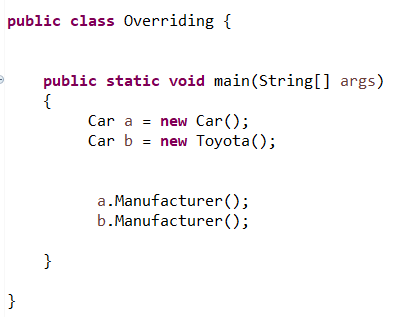 public class Overriding {
public static void main(String[] args)
{
Car a = new Car();
Car b = new Toyota();
a.Manufacturer();
b.Manufacturer();
}
}